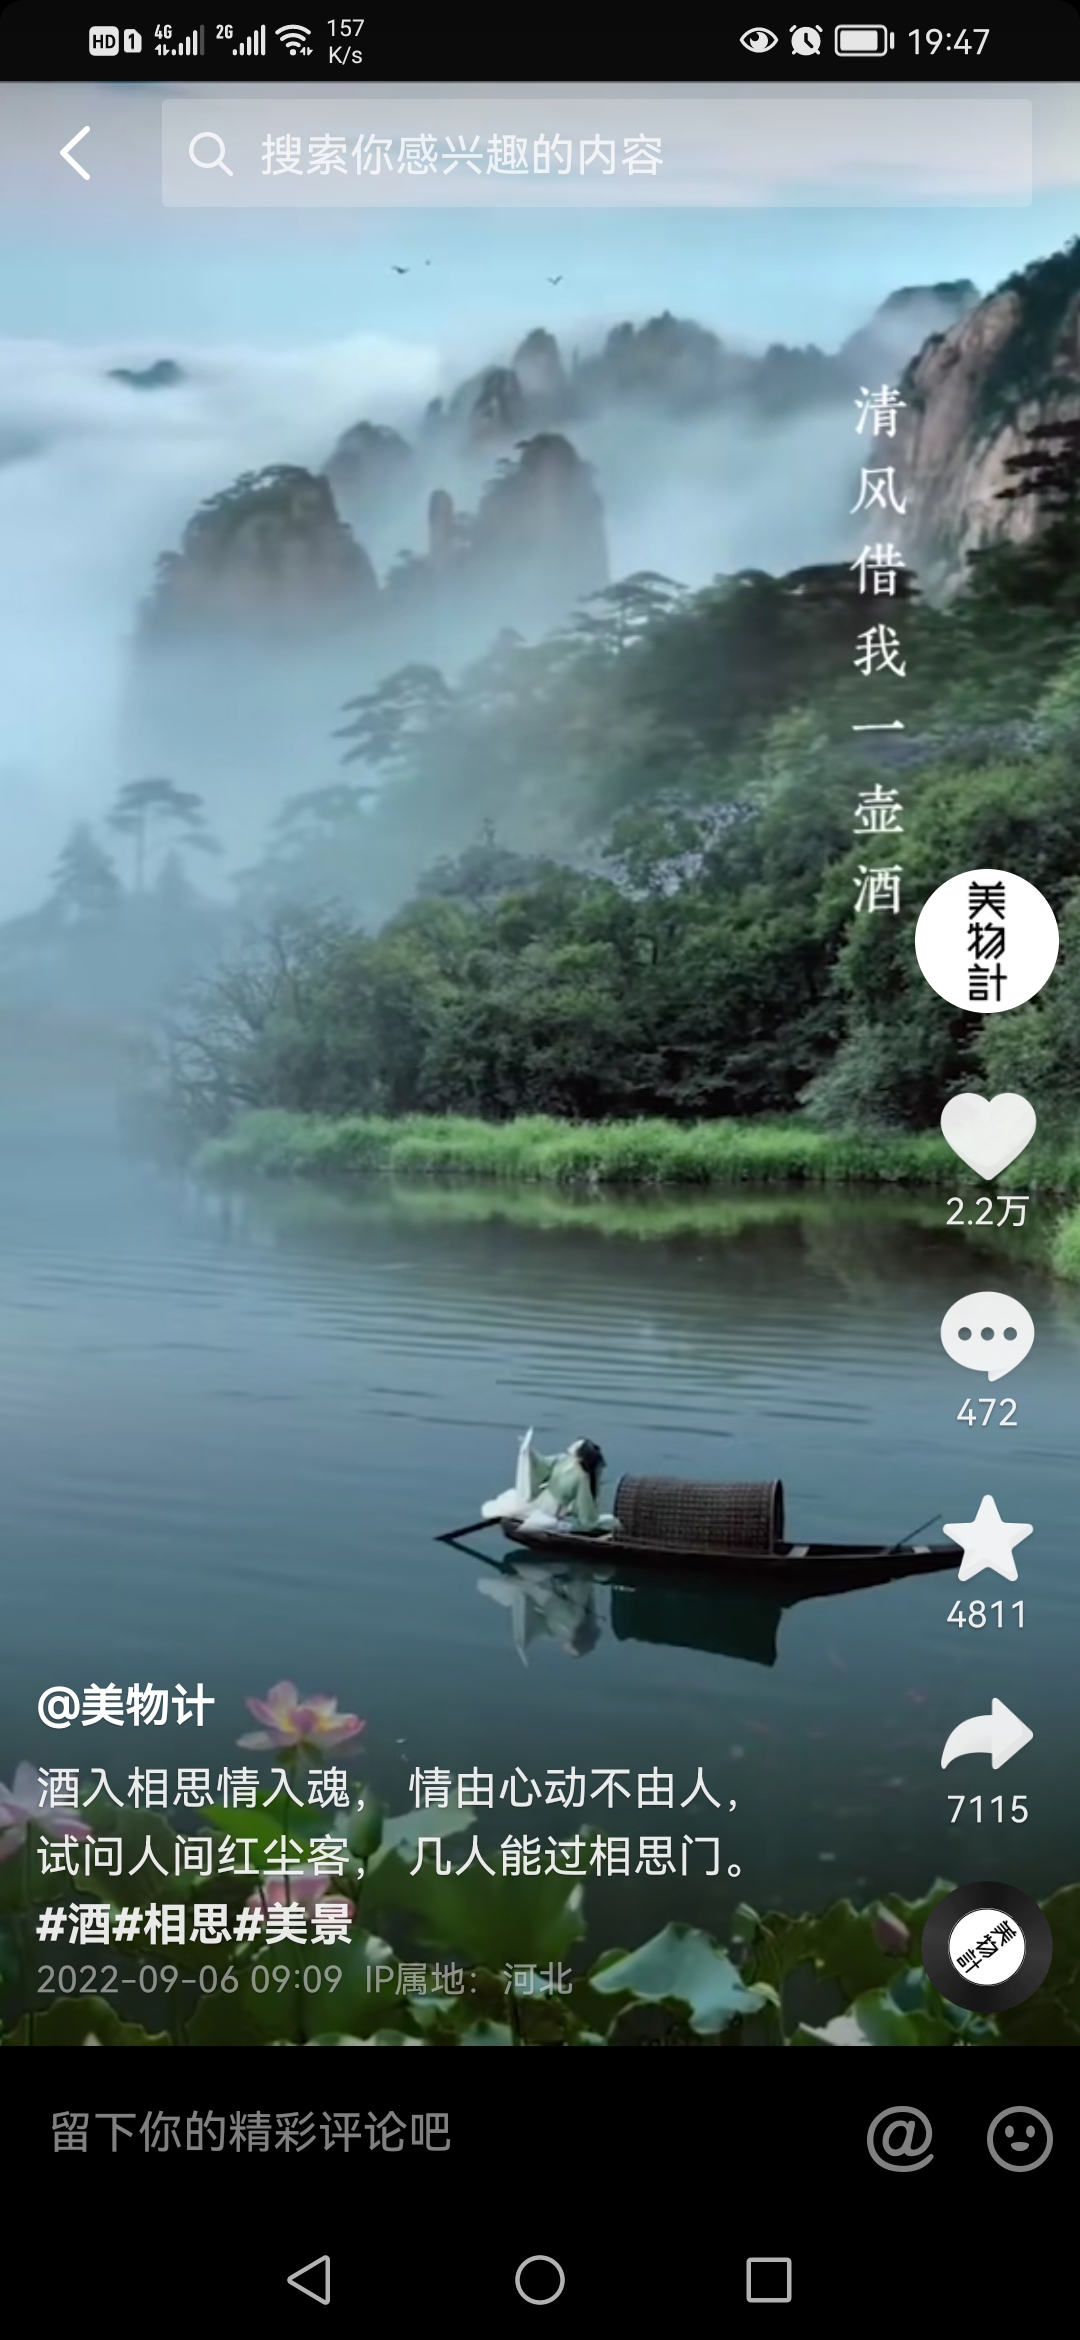 HD 1 4G 2G 157 K/s 19:47
搜索你感兴趣的内容
清风借我一壶酒
美物計
2.2万
472
4811
7115
@美物计
酒入相思情入魂， 情由心动不由人，
试问人间红尘客， 几人能过相思门。
#酒#相思#美景
2022-09-06 09:09 IP属地：河北
美物計
留下你的精彩评论吧
@